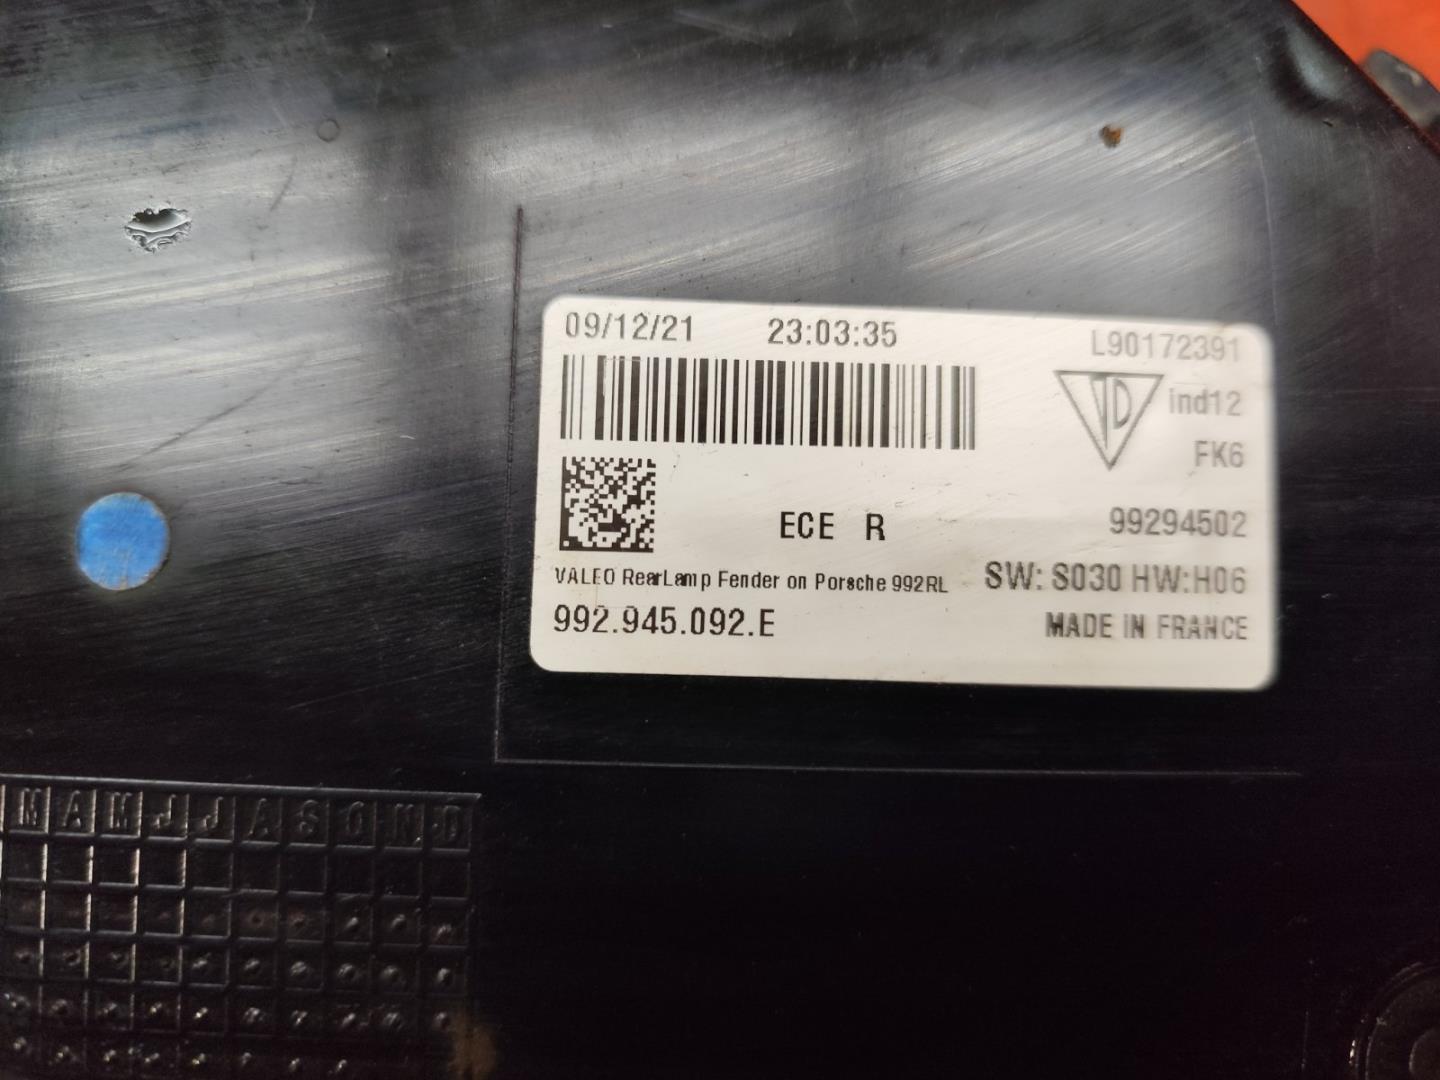 09/12/21 23:03:35 L90172391
ind12
FK6
ECE R 99294502
VALEO RearLamp Fender on Porsche 992RL SW: S030 HW:H06
992.945.092.E MADE IN FRANCE
M A M J J A S O N D